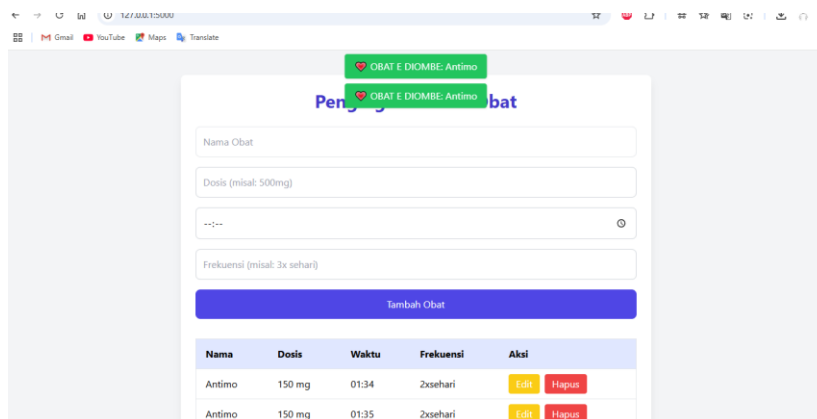 127.0.0.1:5000
Gmail YouTube Maps Translate
OBAT E DIOMBE: Antimo
OBAT E DIOMBE: Antimo
Nama Obat
Dosis (misal: 500mg)
--:--
Frekuensi (misal: 3x sehari)
Tambah Obat
Nama Dosis Waktu Frekuensi Aksi
Antimo 150 mg 01:34 2xsehari Edit Hapus
Antimo 150 mg 01:35 2xsehari Edit Hapus